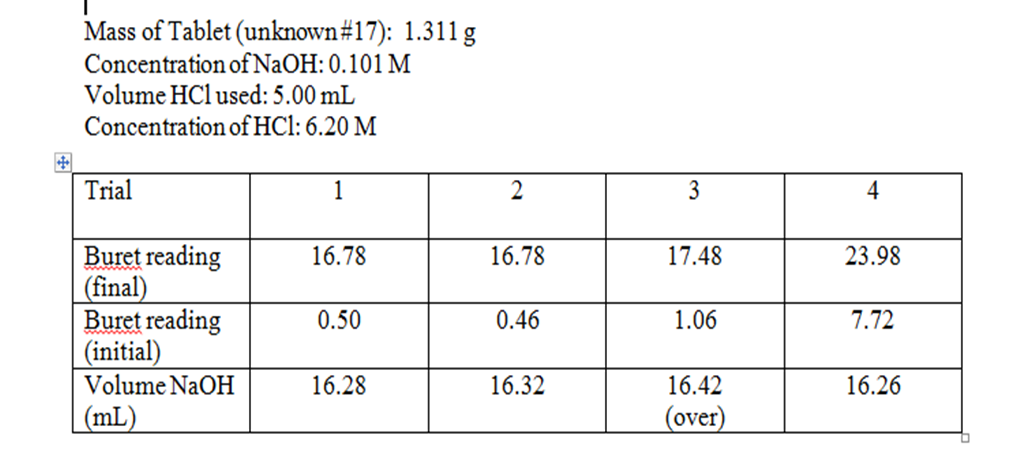 Mass of Tablet (unknown #17): 1.311 g
Concentration of NaOH: 0.101 M
Volume HCl used: 5.00 mL
Concentration of HCl: 6.20 M
Trial 1 2 3 4
Buret reading 16.78 16.78 17.48 23.98
(final)
Buret reading 0.50 0.46 1.06 7.72
(initial)
Volume NaOH 16.28 16.32 16.42 16.26
(mL) (over)